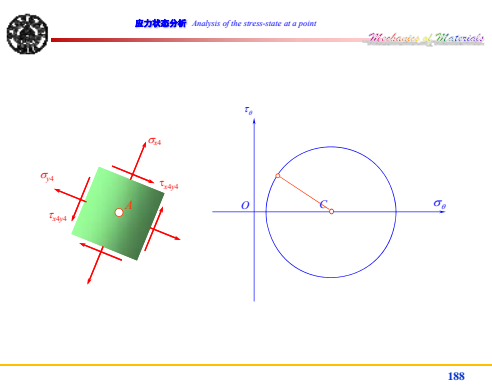 应力状态分析 Analysis of the stress-state at a point
Mechanics of Materials
τθ
σx4
σy4
τx4y4
A
τx4y4
O
C
σθ
188